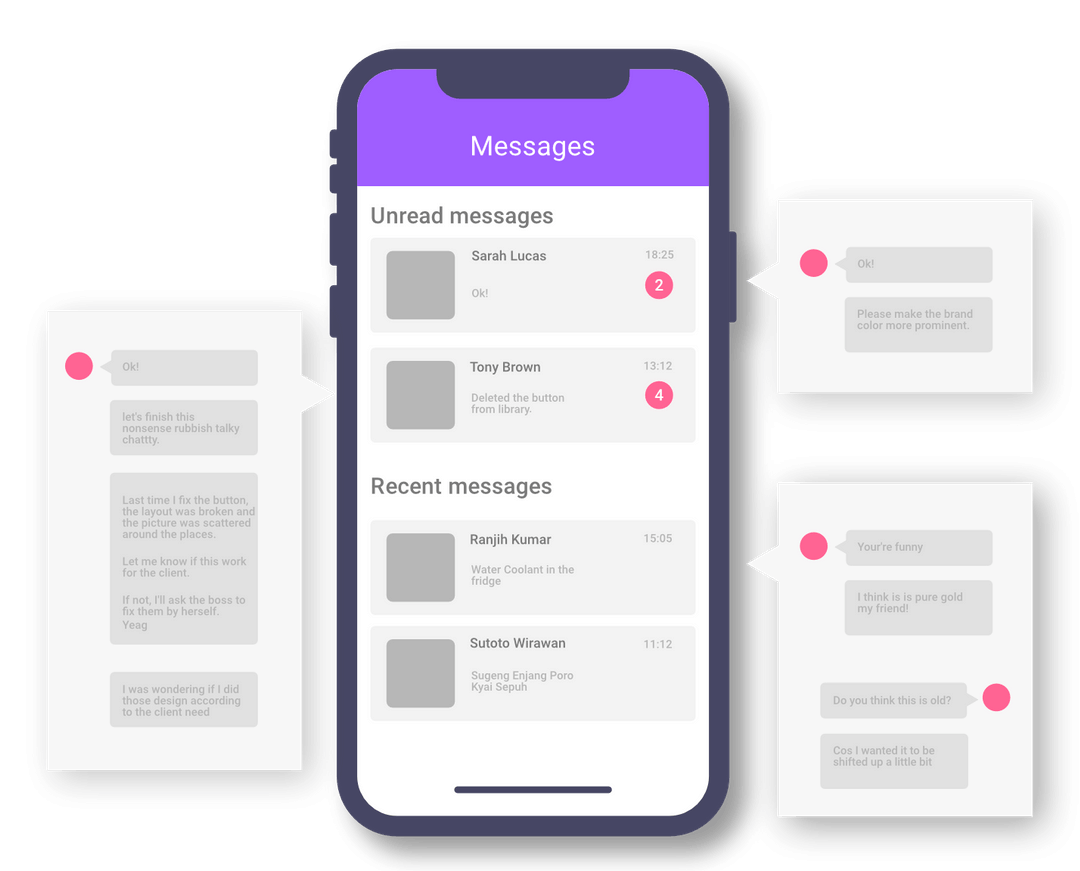 Messages
Unread messages
Sarah Lucas
18:25
Ok!
2
Tony Brown
13:12
Deleted the button
from library.
4
Recent messages
Ranjih Kumar
15:05
Water Coolant in the
fridge
Sutoto Wirawan
11:12
Sugeng Enjang Poro
Kyai Sepuh
Ok!
let's finish this
nonsense rubbish talky
chattty.
Last time I fix the button,
the layout was broken and
the picture was scattered
around the places.
Let me know if this work
for the client.
If not, I'll ask the boss to
fix them by herself.
Yeag
I was wondering if I did
those design according
to the client need
Ok!
Please make the brand
color more prominent.
Your're funny
I think is is pure gold
my friend!
Do you think this is old?
Cos I wanted it to be
shifted up a little bit